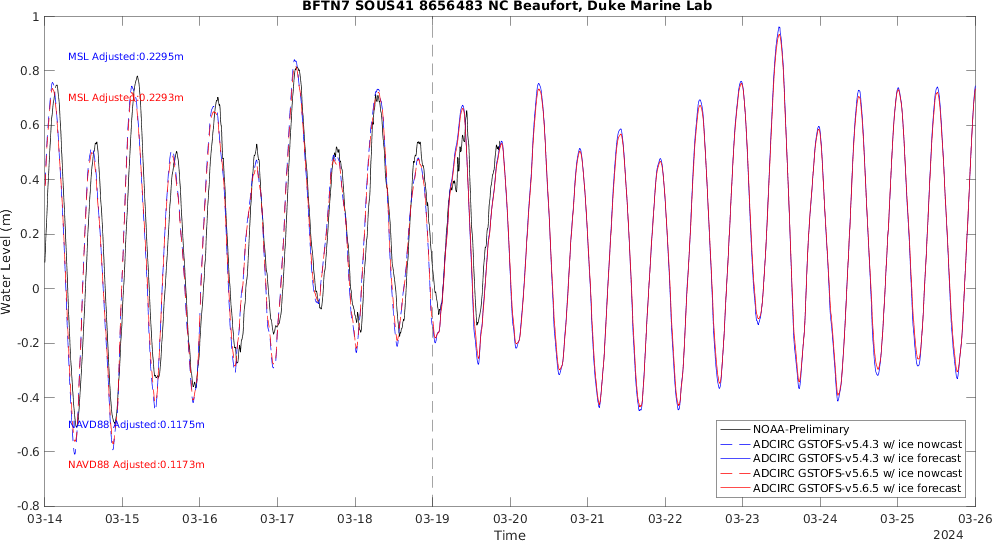 BFTN7 SOUS41 8656483 NC Beaufort, Duke Marine Lab
MSL Adjusted:0.2295m
MSL Adjusted:0.2293m
NAVD88 Adjusted:0.1175m
NAVD88 Adjusted:0.1173m
Water Level (m)
1
0.8
0.6
0.4
0.2
0
-0.2
-0.4
-0.6
-0.8
NOAA-Preliminary
ADCIRC GSTOFS-v5.4.3 w/ ice nowcast
ADCIRC GSTOFS-v5.4.3 w/ ice forecast
ADCIRC GSTOFS-v5.6.5 w/ ice nowcast
ADCIRC GSTOFS-v5.6.5 w/ ice forecast
03-14 03-15 03-16 03-17 03-18 03-19 03-20 03-21 03-22 03-23 03-24 03-25 03-26
Time
2024